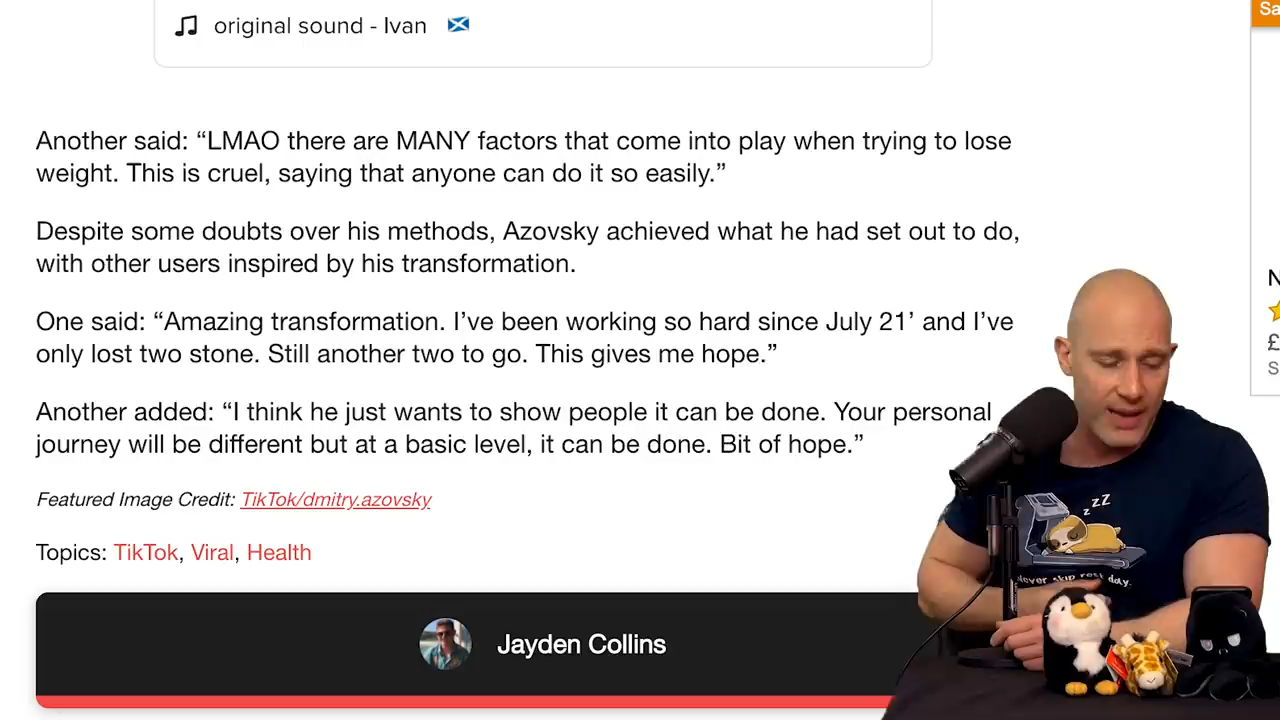 original sound - Ivan
Sa
Another said: “LMAO there are MANY factors that come into play when trying to lose
weight. This is cruel, saying that anyone can do it so easily.”
Despite some doubts over his methods, Azovsky achieved what he had set out to do,
with other users inspired by his transformation.
One said: “Amazing transformation. I’ve been working so hard since July 21’ and I’ve
only lost two stone. Still another two to go. This gives me hope.”
Another added: “I think he just wants to show people it can be done. Your personal
journey will be different but at a basic level, it can be done. Bit of hope.”
N
£
S
Featured Image Credit: TikTok/dmitry.azovsky
Topics: TikTok, Viral, Health
zzZ
Never skip rest day.
Jayden Collins